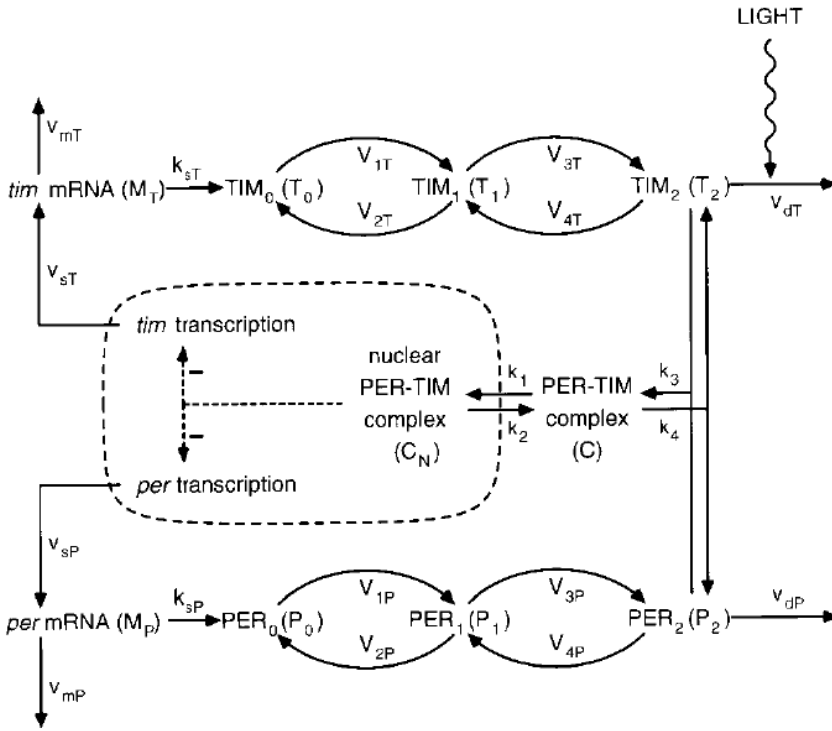 LIGHT
v_mT
k_sT
V_1T
V_3T
tim mRNA (M_T)
TIM_0 (T_0)
TIM_1 (T_1)
TIM_2 (T_2)
V_2T
V_4T
v_dT
v_sT
tim transcription
nuclear
PER-TIM
complex
(C_N)
k_1
k_2
PER-TIM
complex
(C)
k_3
k_4
–
–
per transcription
v_sP
k_sP
V_1P
V_3P
v_dP
per mRNA (M_P)
PER_0 (P_0)
PER_1 (P_1)
PER_2 (P_2)
V_2P
V_4P
v_mP